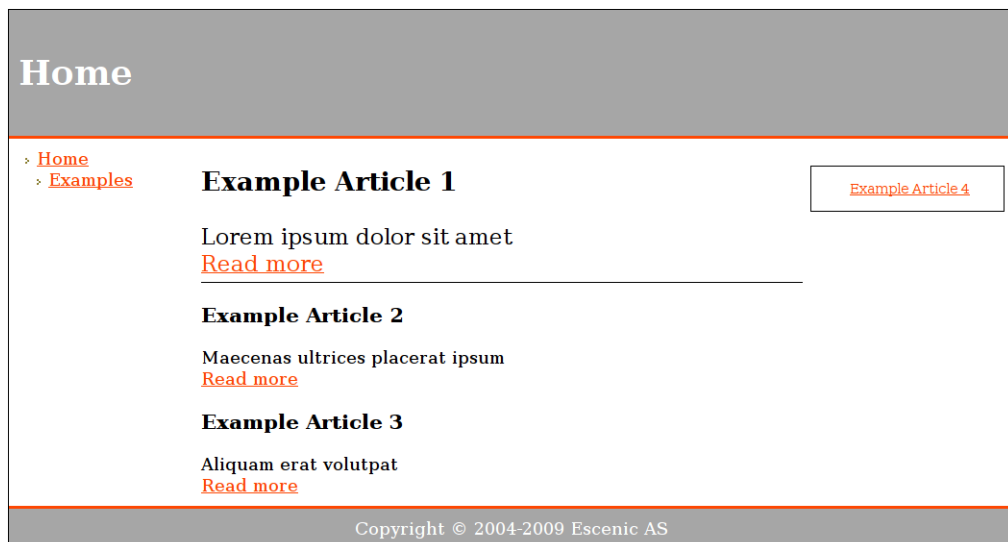 Home
Home
Examples
Example Article 1
Lorem ipsum dolor sit amet
Read more
Example Article 2
Maecenas ultrices placerat ipsum
Read more
Example Article 3
Aliquam erat volutpat
Read more
Example Article 4
Copyright © 2004-2009 Escenic AS